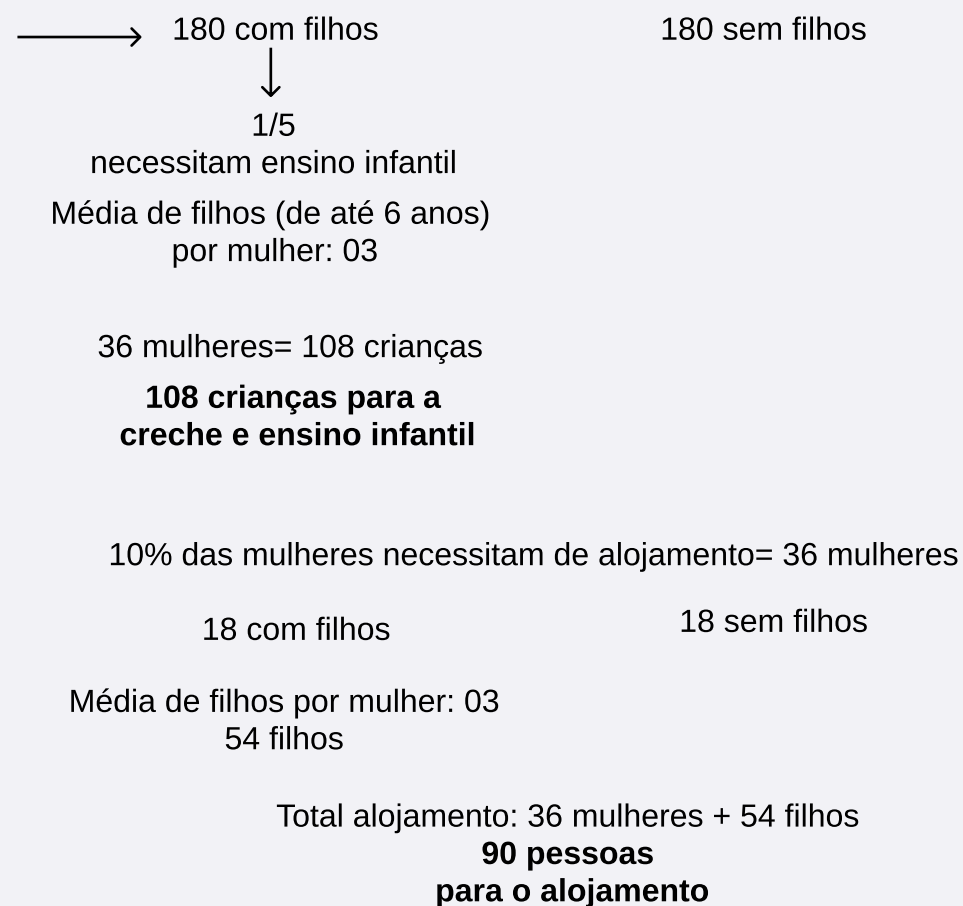 180 com filhos
180 sem filhos
1/5
necessitam ensino infantil
Média de filhos (de até 6 anos)
por mulher: 03
36 mulheres= 108 crianças
108 crianças para a
creche e ensino infantil
10% das mulheres necessitam de alojamento= 36 mulheres
18 com filhos
18 sem filhos
Média de filhos por mulher: 03
54 filhos
Total alojamento: 36 mulheres + 54 filhos
90 pessoas
para o alojamento